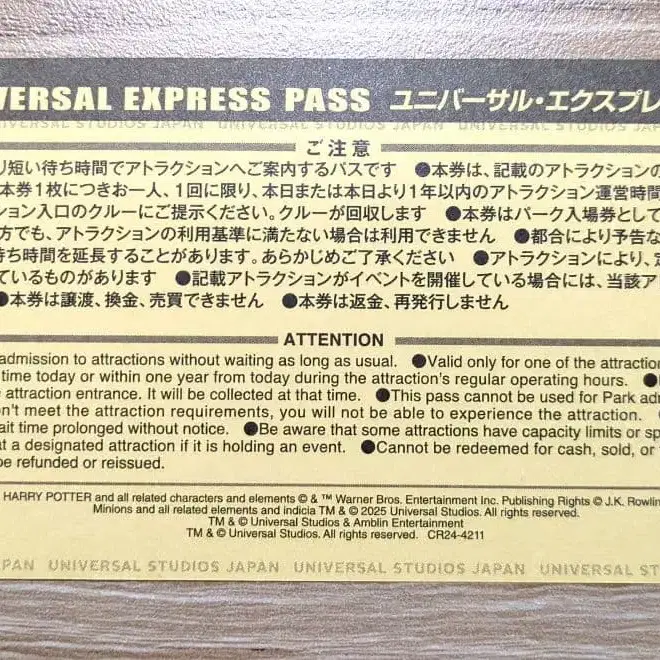 VERSAL EXPRESS PASS ユニバーサル・エクスプレ
UNIVERSAL STUDIOS JAPAN UNIVERSAL STUDIOS JAPAN UNIVERSAL STUDIOS
ご注意
り短い待ち時間でアトラクションへご案内するパスです ●本券は、記載のアトラクションの
本券1枚につきお一人、1回に限り、本日または本日より1年以内のアトラクション運営時間
ション入口のクルーにご提示ください。クルーが回収します ●本券はパーク入場券として
方でも、アトラクションの利用基準に満たない場合は利用できません ●都合により予告な
待ち時間を延長することがあります。あらかじめご了承ください ●アトラクションにより、定
ているものがあります ●記載アトラクションがイベントを開催している場合には、当該ア
●本券は譲渡、換金、売買できません ●本券は返金、再発行しません
ATTENTION
admission to attractions without waiting as long as usual. ●Valid only for one of the attractio
time today or within one year from today during the attraction's regular operating hours. ●
attraction entrance. It will be collected at that time. ●This pass cannot be used for Park adm
n't meet the attraction requirements, you will not be able to experience the attraction. ●
ait time prolonged without notice. ●Be aware that some attractions have capacity limits or sp
at a designated attraction if it is holding an event. ●Cannot be redeemed for cash, sold, or
be refunded or reissued.
HARRY POTTER and all related characters and elements © & ™ Warner Bros. Entertainment Inc. Publishing Rights © J.K. Rowlin
Minions and all related elements and indicia TM & © 2025 Universal Studios. All rights reserved.
TM & © Universal Studios & Amblin Entertainment
TM & © Universal Studios. All rights reserved. CR24-4211
PAN UNIVERSAL STUDIOS JAPAN UNIVERSAL STUDIOS JAPAN UNIVERSAL STUDIOS